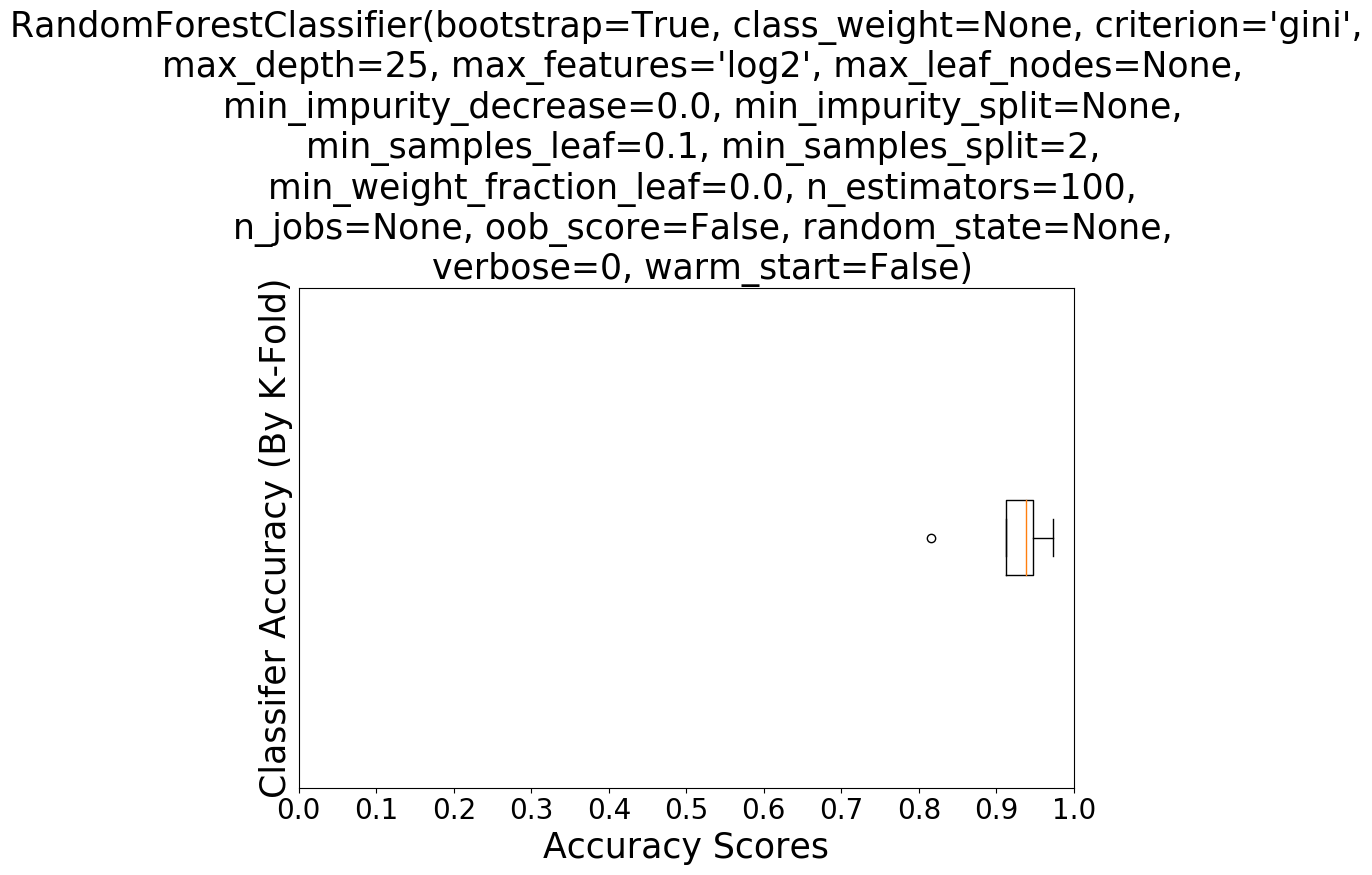 RandomForestClassifier(bootstrap=True, class_weight=None, criterion='gini',
max_depth=25, max_features='log2', max_leaf_nodes=None,
min_impurity_decrease=0.0, min_impurity_split=None,
min_samples_leaf=0.1, min_samples_split=2,
min_weight_fraction_leaf=0.0, n_estimators=100,
n_jobs=None, oob_score=False, random_state=None,
verbose=0, warm_start=False)
Classifer Accuracy (By K-Fold)
0.0 0.1 0.2 0.3 0.4 0.5 0.6 0.7 0.8 0.9 1.0
Accuracy Scores